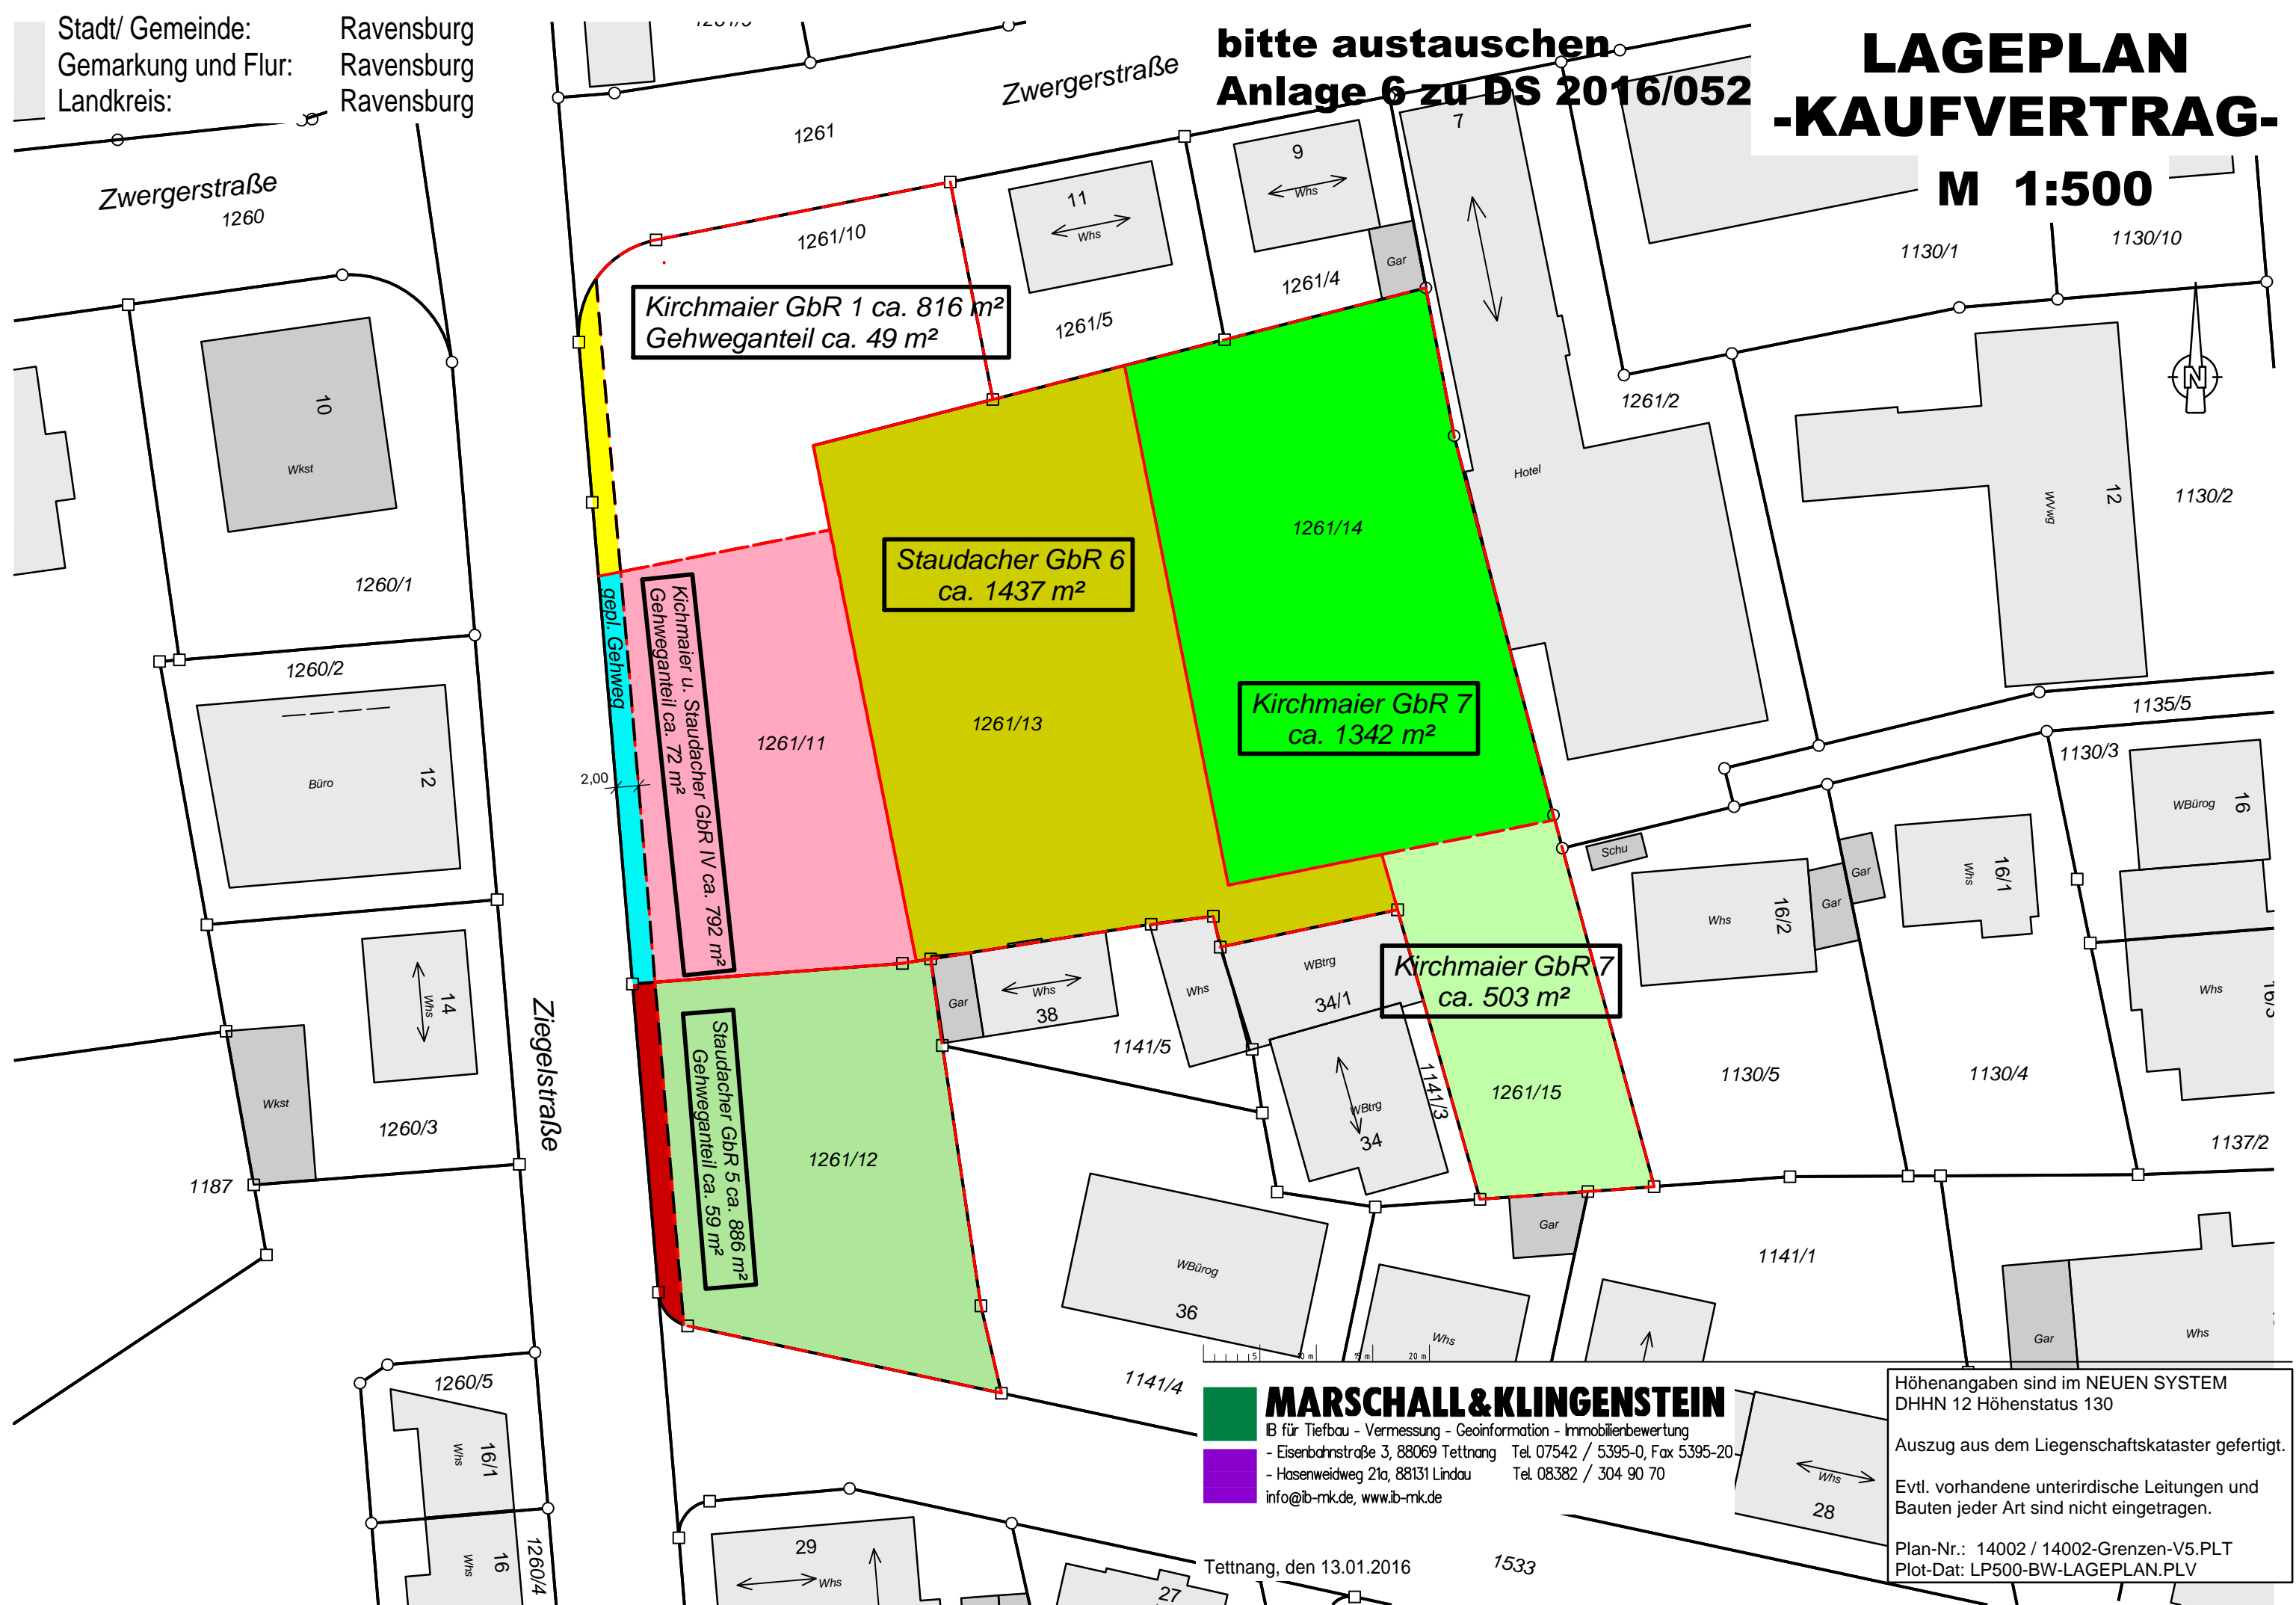 Stadt/ Gemeinde: Ravensburg
Gemarkung und Flur: Ravensburg
Landkreis: Ravensburg
bitte austauschen
Anlage 6 zu DS 2016/052
LAGEPLAN
-KAUFVERTRAG-
M 1:500
Zwergerstraße
1261
Zwergerstraße
1260
1261/10
11
Whs
9
Whs
Gar
7
1261/4
1261/5
1130/1
1130/10
Kirchmaier GbR 1 ca. 816 m²
Gehweganteil ca. 49 m²
N
10
Wkst
1261/2
Hotel
12
WVwg
1130/2
1261/14
Staudacher GbR 6
ca. 1437 m²
1260/1
gepl. Gehweg
Kichmaier u. Staudacher GbR IV ca. 792 m²
Gehweganteil ca. 72 m²
1260/2
Kirchmaier GbR 7
ca. 1342 m²
1135/5
1261/13
1261/11
1130/3
2,00
Büro
12
WBürog
16
Schu
Gar
Whs
16/1
Whs
16/2
Gar
Kirchmaier GbR 7
ca. 503 m²
WBtrg
34/1
Gar
Whs
38
Whs
Whs
16/3
14
Whs
Ziegelstraße
Staudacher GbR 5 ca. 886 m²
Gehweganteil ca. 59 m²
1141/5
1141/3
1261/15
1130/5
1130/4
Wkst
WBtrg
34
1260/3
1261/12
1137/2
1187
Gar
1141/1
WBürog
36
Whs
Gar
Whs
5
10 m
15 m
20 m
1260/5
1141/4
MARSCHALL&KLINGENSTEIN
IB für Tiefbau - Vermessung - Geoinformation - Immobilienbewertung
- Eisenbahnstraße 3, 88069 Tettnang Tel. 07542 / 5395-0, Fax 5395-20
- Hasenweidweg 21a, 88131 Lindau Tel. 08382 / 304 90 70
info@ib-mk.de, www.ib-mk.de
Höhenangaben sind im NEUEN SYSTEM
DHHN 12 Höhenstatus 130
Auszug aus dem Liegenschaftskataster gefertigt.
Evtl. vorhandene unterirdische Leitungen und
Bauten jeder Art sind nicht eingetragen.
Plan-Nr.: 14002 / 14002-Grenzen-V5.PLT
Plot-Dat: LP500-BW-LAGEPLAN.PLV
Whs
16/1
Whs
28
Whs
16
1260/4
29
Whs
27
Tettnang, den 13.01.2016
1533